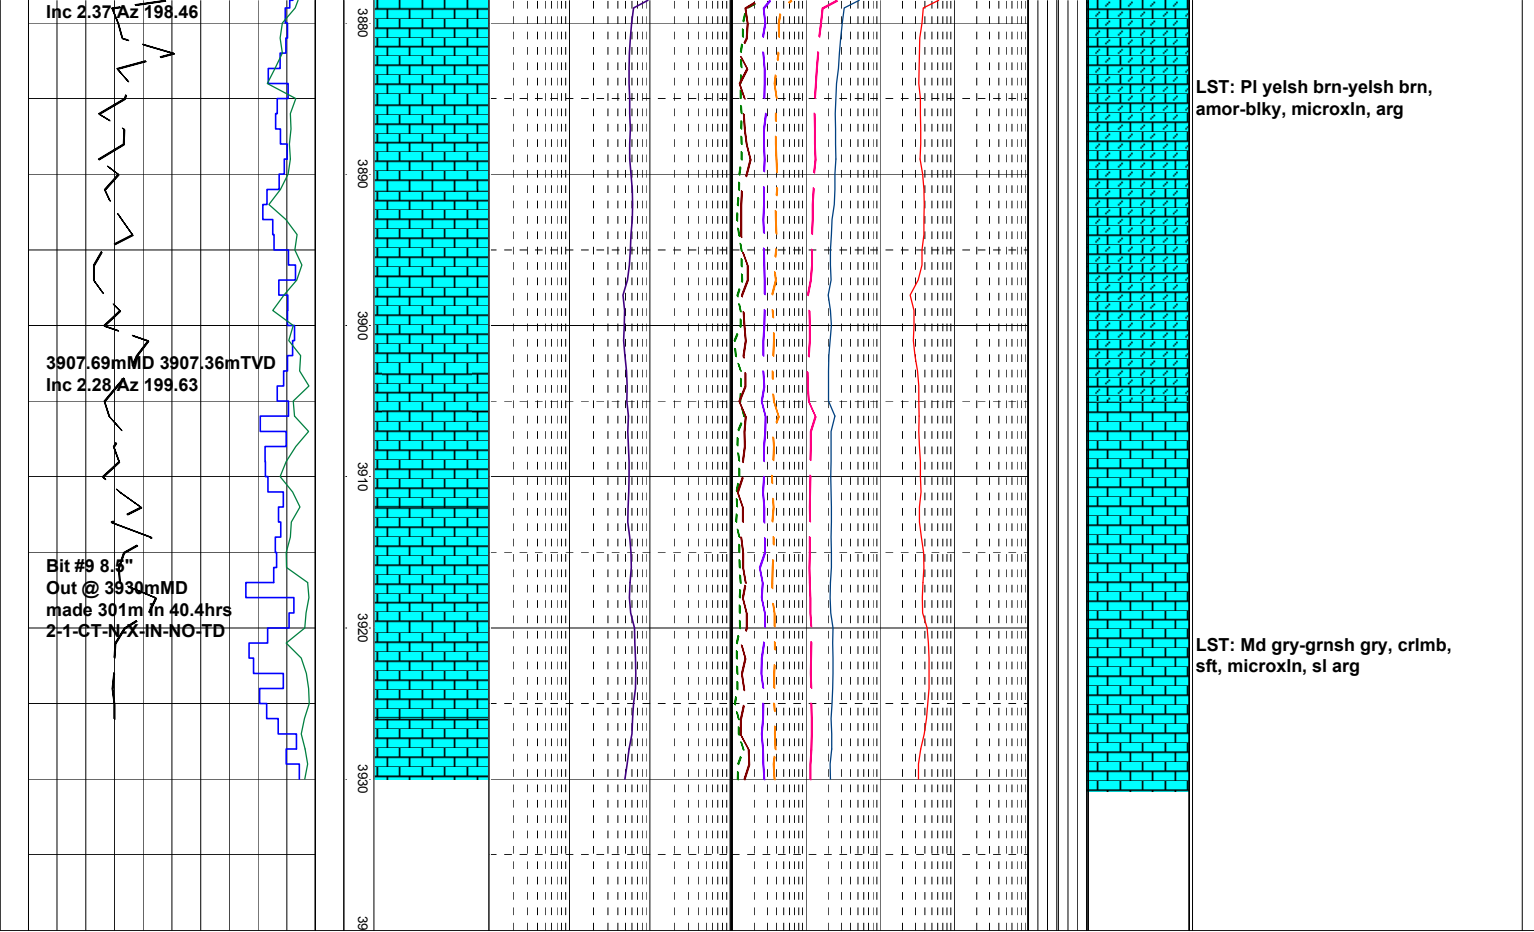 Inc 2.37 Az 198.46
3880
LST: Pl yelsh brn-yelsh brn,
amor-blky, microxln, arg
3890
3900
3907.69mMD 3907.36mTVD
Inc 2.28 Az 199.63
3910
Bit #9 8.5"
Out @ 3930mMD
made 301m in 40.4hrs
2-1-CT-N-X-IN-NO-TD
3920
LST: Md gry-grnsh gry, crlmb,
sft, microxln, sl arg
3930